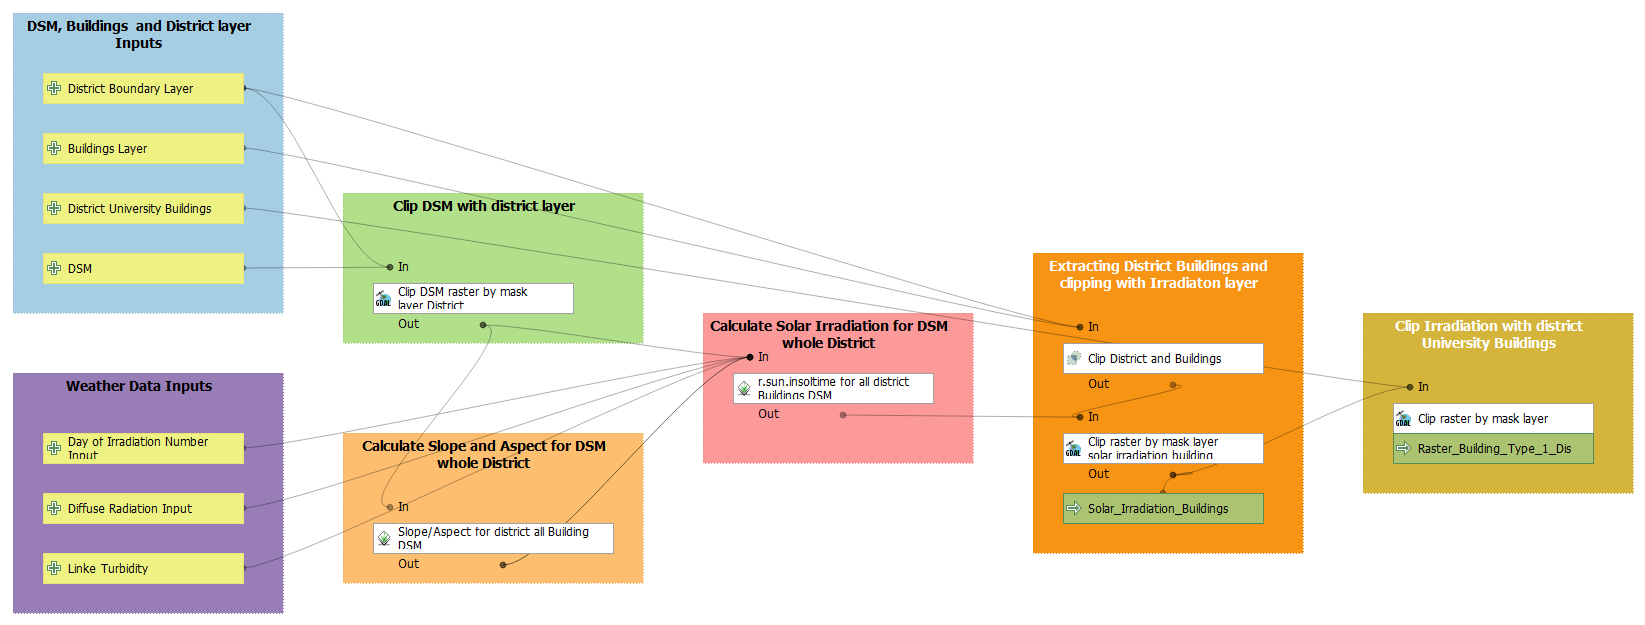 DSM, Buildings and District layer
Inputs
District Boundary Layer
Buildings Layer
District University Buildings
DSM
Weather Data Inputs
Day of Irradiation Number
Input
Diffuse Radiation Input
Linke Turbidity
Clip DSM with district layer
In
GDAL
Clip DSM raster by mask
layer District
Out
Calculate Slope and Aspect for DSM
whole District
In
Slope/Aspect for district all Building
DSM
Out
Calculate Solar Irradiation for DSM
whole District
In
r.sun.insoltime for all district
Buildings DSM
Out
Extracting District Buildings and
clipping with Irradiaton layer
In
Clip District and Buildings
Out
In
GDAL
Clip raster by mask layer
solar irradiation building
Out
Solar_Irradiation_Buildings
Clip Irradiation with district
University Buildings
In
GDAL
Clip raster by mask layer
Raster_Building_Type_1_Dis